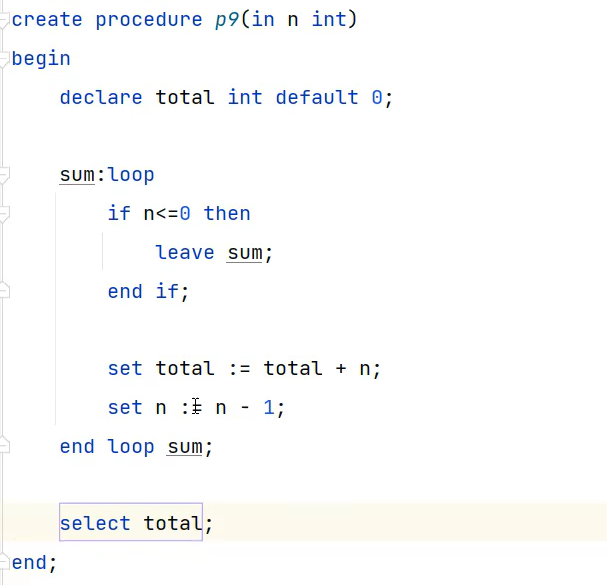 create procedure p9(in n int)
begin
    declare total int default 0;

    sum:loop
        if n<=0 then
            leave sum;
        end if;

        set total := total + n;
        set n := n - 1;
    end loop sum;

    select total;
end;